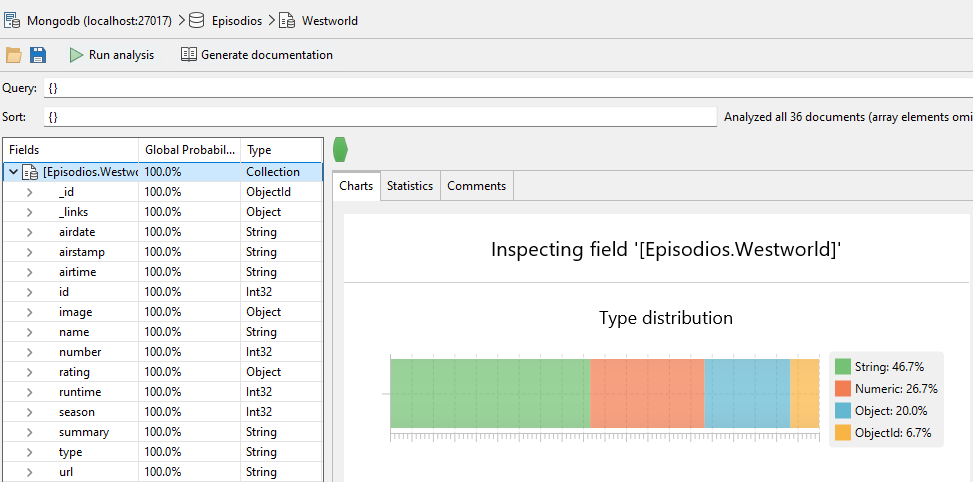 Mongodb (localhost:27017) Episodios Westworld
Run analysis Generate documentation
Query: {}
Sort: {} Analyzed all 36 documents (array elements omi
Fields Global Probabil... Type
[Episodios.Westwo 100.0% Collection
_id 100.0% ObjectId
_links 100.0% Object
airdate 100.0% String
airstamp 100.0% String
airtime 100.0% String
id 100.0% Int32
image 100.0% Object
name 100.0% String
number 100.0% Int32
rating 100.0% Object
runtime 100.0% Int32
season 100.0% Int32
summary 100.0% String
type 100.0% String
url 100.0% String
Charts Statistics Comments
Inspecting field '[Episodios.Westworld]'
Type distribution
String: 46.7%
Numeric: 26.7%
Object: 20.0%
ObjectId: 6.7%